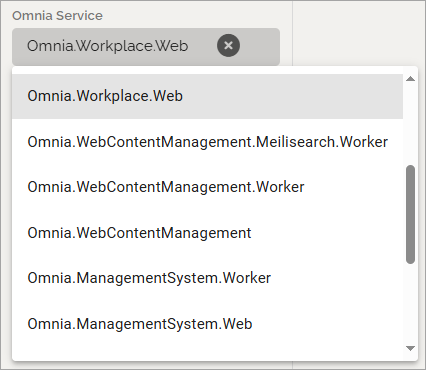 Omnia Service
Omnia.Workplace.Web
Omnia.Workplace.Web
Omnia.WebContentManagement.Meilisearch.Worker
Omnia.WebContentManagement.Worker
Omnia.WebContentManagement
Omnia.ManagementSystem.Worker
Omnia.ManagementSystem.Web